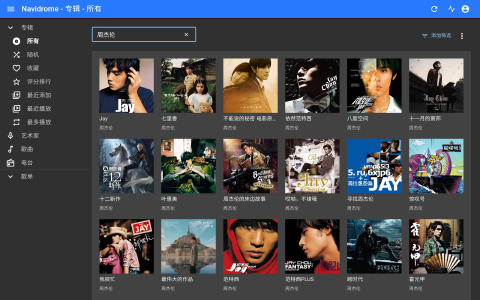 Navidrome - 专辑 - 所有
专辑
所有
随机
收藏
评分排行
最近添加
最近播放
最多播放
艺术家
歌曲
电台
歌单
周杰伦
添加筛选
Jay
周杰伦
七里香
周杰伦
不能说的秘密 电影原...
周杰伦
依然范特西
周杰伦
八度空间
周杰伦
十一月的萧邦
周杰伦
十二新作
周杰伦
叶惠美
周杰伦
周杰伦的床边故事
周杰伦
哎呦，不错哦
周杰伦
寻找周杰伦
周杰伦
惊叹号
周杰伦
我很忙
周杰伦
最伟大的作品
周杰伦
范特西
周杰伦
范特西PLUS
周杰伦
跨时代
周杰伦
霍元甲
周杰伦